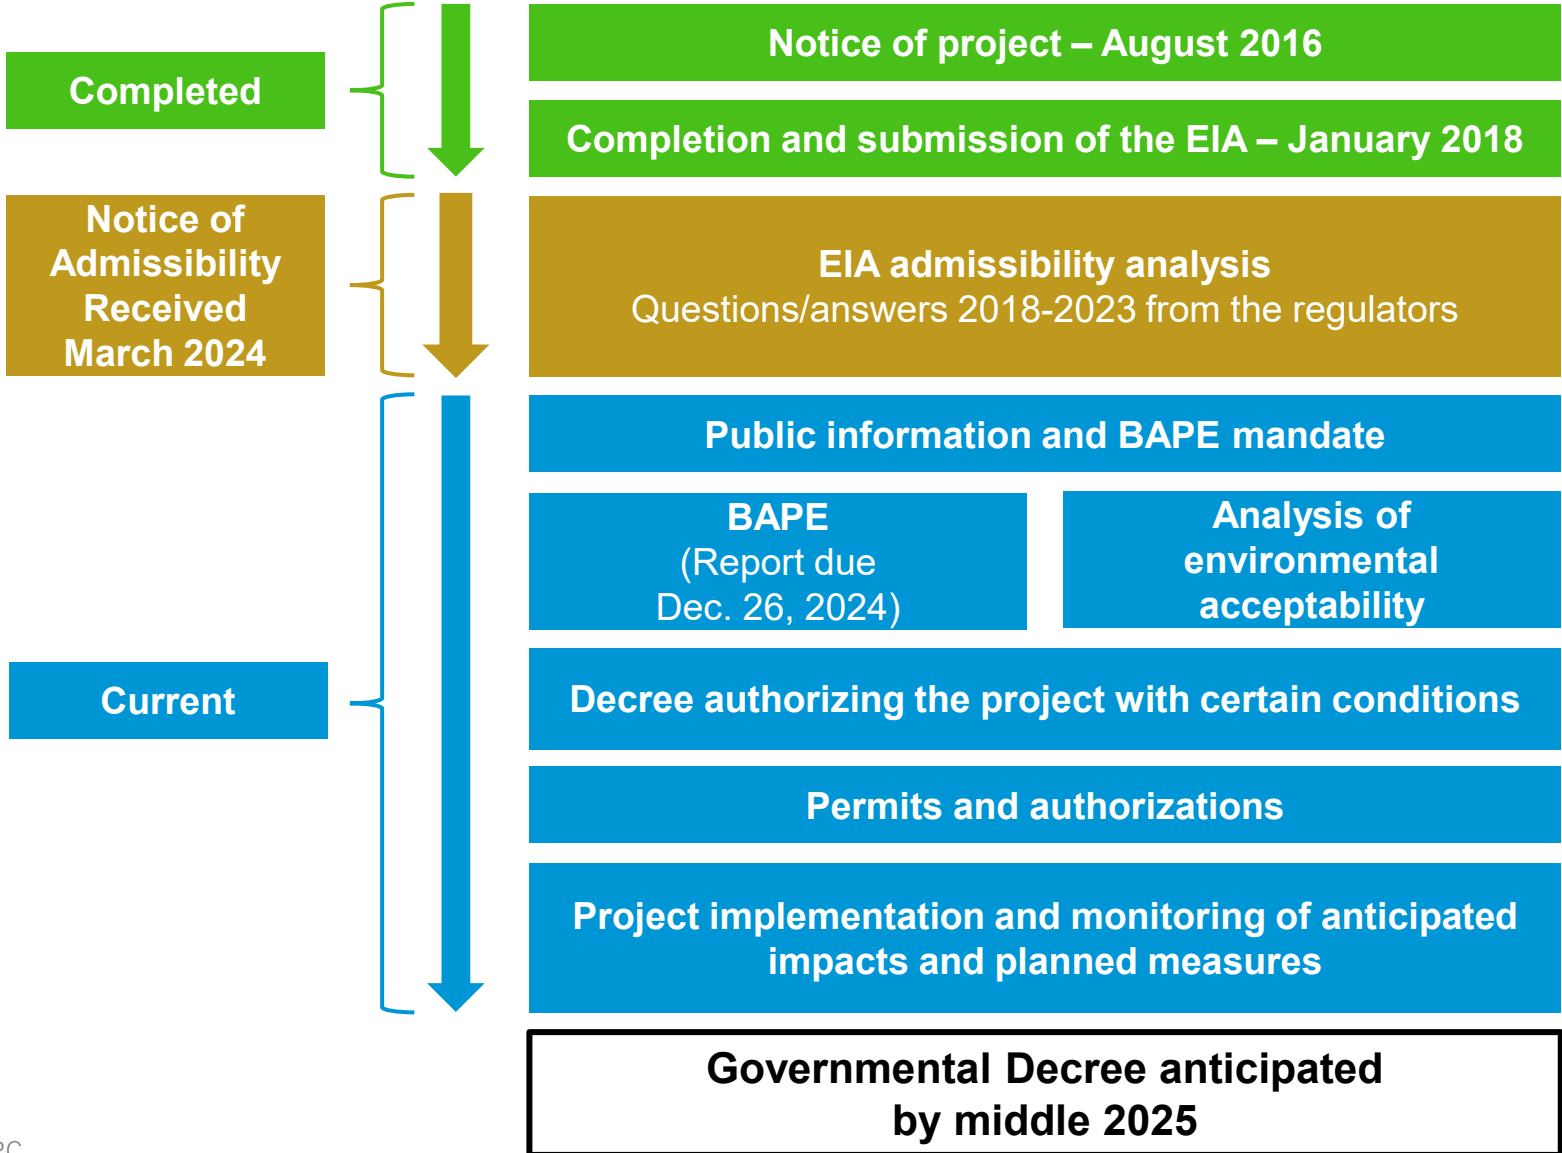 Notice of project – August 2016
Completed
Completion and submission of the EIA – January 2018
Notice of
Admissibility
Received
March 2024
EIA admissibility analysis
Questions/answers 2018-2023 from the regulators
Public information and BAPE mandate
BAPE
(Report due
Dec. 26, 2024)
Analysis of
environmental
acceptability
Current
Decree authorizing the project with certain conditions
Permits and authorizations
Project implementation and monitoring of anticipated
impacts and planned measures
Governmental Decree anticipated
by middle 2025